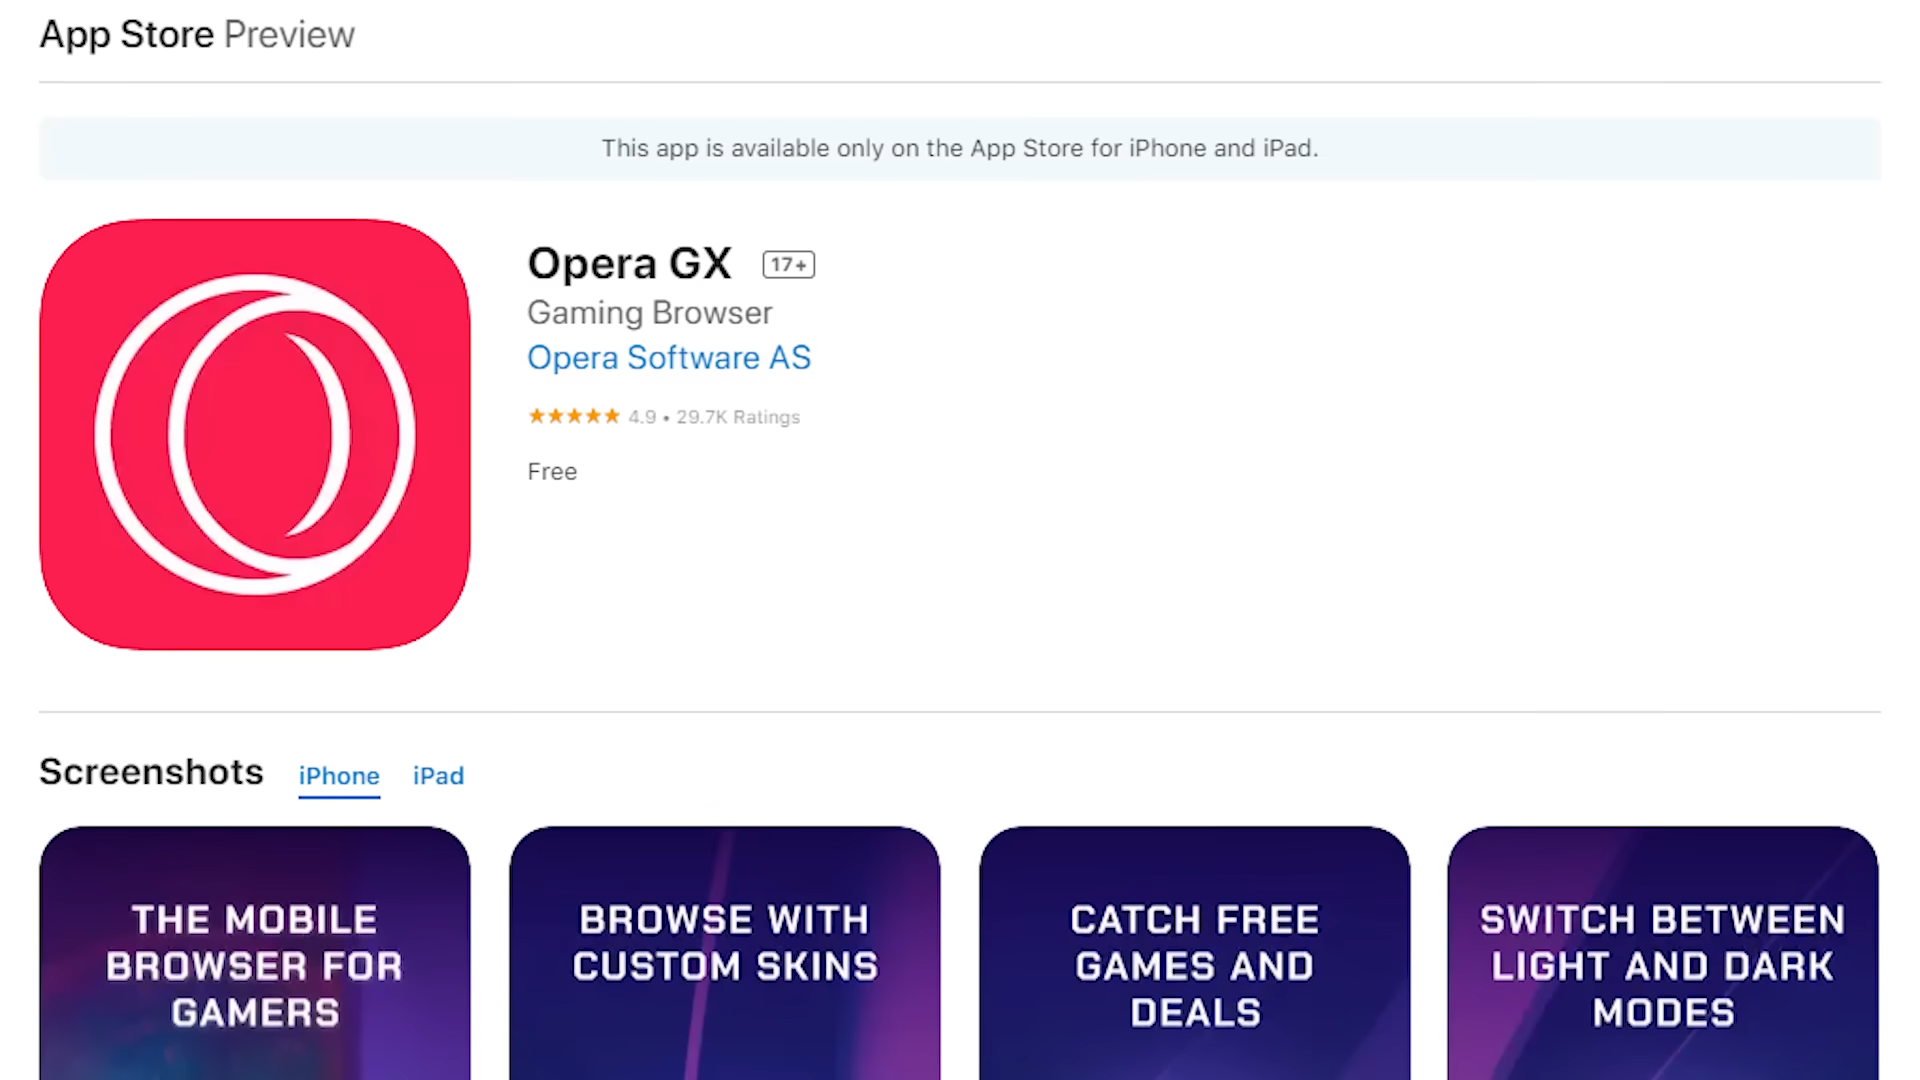 App Store Preview
This app is available only on the App Store for iPhone and iPad.
Opera GX 17+
Gaming Browser
Opera Software AS
★★★★★ 4.9 • 29.7K Ratings
Free
Screenshots iPhone iPad
THE MOBILE
BROWSER FOR
GAMERS
BROWSE WITH
CUSTOM SKINS
CATCH FREE
GAMES AND
DEALS
SWITCH BETWEEN
LIGHT AND DARK
MODES